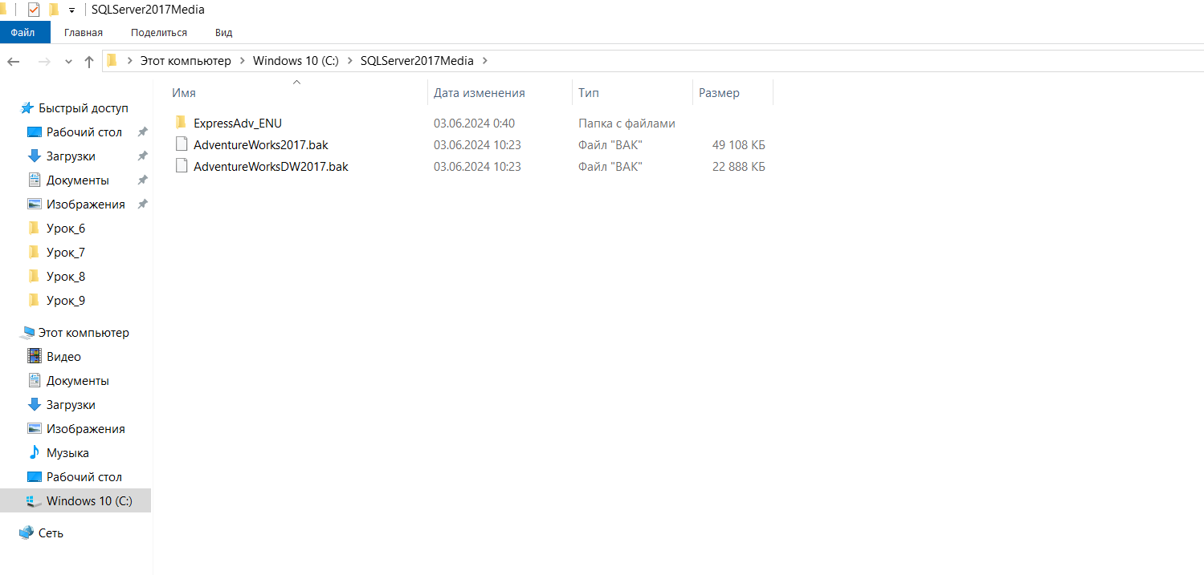 SQLServer2017Media
Файл Главная Поделиться Вид
Этот компьютер Windows 10 (C:) SQLServer2017Media
Имя Дата изменения Тип Размер
ExpressAdv_ENU 03.06.2024 0:40 Папка с файлами
AdventureWorks2017.bak 03.06.2024 10:23 Файл "BAK" 49 108 КБ
AdventureWorksDW2017.bak 03.06.2024 10:23 Файл "BAK" 22 888 КБ
Быстрый доступ
Рабочий стол
Загрузки
Документы
Изображения
Урок_6
Урок_7
Урок_8
Урок_9
Этот компьютер
Видео
Документы
Загрузки
Изображения
Музыка
Рабочий стол
Windows 10 (C:)
Сеть